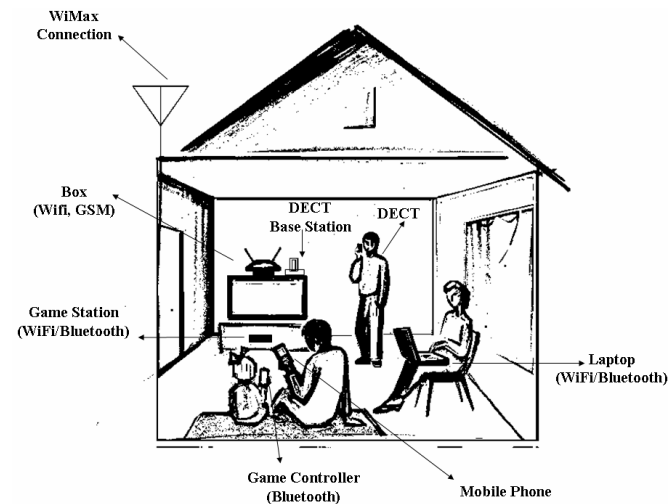 WiMax
Connection
Box
(Wifi, GSM)
DECT
Base Station
DECT
Game Station
(WiFi/Bluetooth)
Laptop
(WiFi/Bluetooth)
Game Controller
(Bluetooth)
Mobile Phone